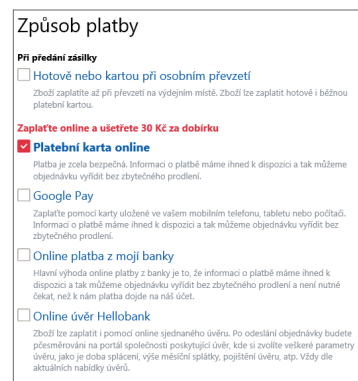 Způsob platby
Při předání zásilky
Hotově nebo kartou při osobním převzetí
Zboží zaplatíte až při převzetí na výdejním místě. Zboží lze zaplatit hotově i běžnou
platební kartou.
Zaplaťte online a ušetřete 30 Kč za dobírku
Platební karta online
Platba je zcela bezpečná. Informaci o platbě máme ihned k dispozici a tak můžeme
objednávku vyřídit bez zbytečného prodlení.
Google Pay
Zaplatíte pomocí karty uložené ve vašem mobilním telefonu, tabletu nebo počítači.
Informaci o platbě máme ihned k dispozici a tak můžeme objednávku vyřídit bez
zbytečného prodlení.
Online platba z mojí banky
Hlavní výhoda online platby z banky je to, že informaci o platbě máme ihned k
dispozici a tak můžeme objednávku vyřídit bez zbytečného prodlení a není nutné
čekat, než k nám platba dojde na náš účet.
Online úvěr Hellobank
Zboží lze zaplatit i pomocí online sjednaného úvěru. Po odeslání objednávky budete
přesměrováni na portál společnosti poskytující úvěr, kde si zvolíte veškeré parametry
úvěru, jako je doba splácení, výše měsíční splátky, pojištění úvěru, atp. Vždy dle
aktuálních nabídky úvěrů.